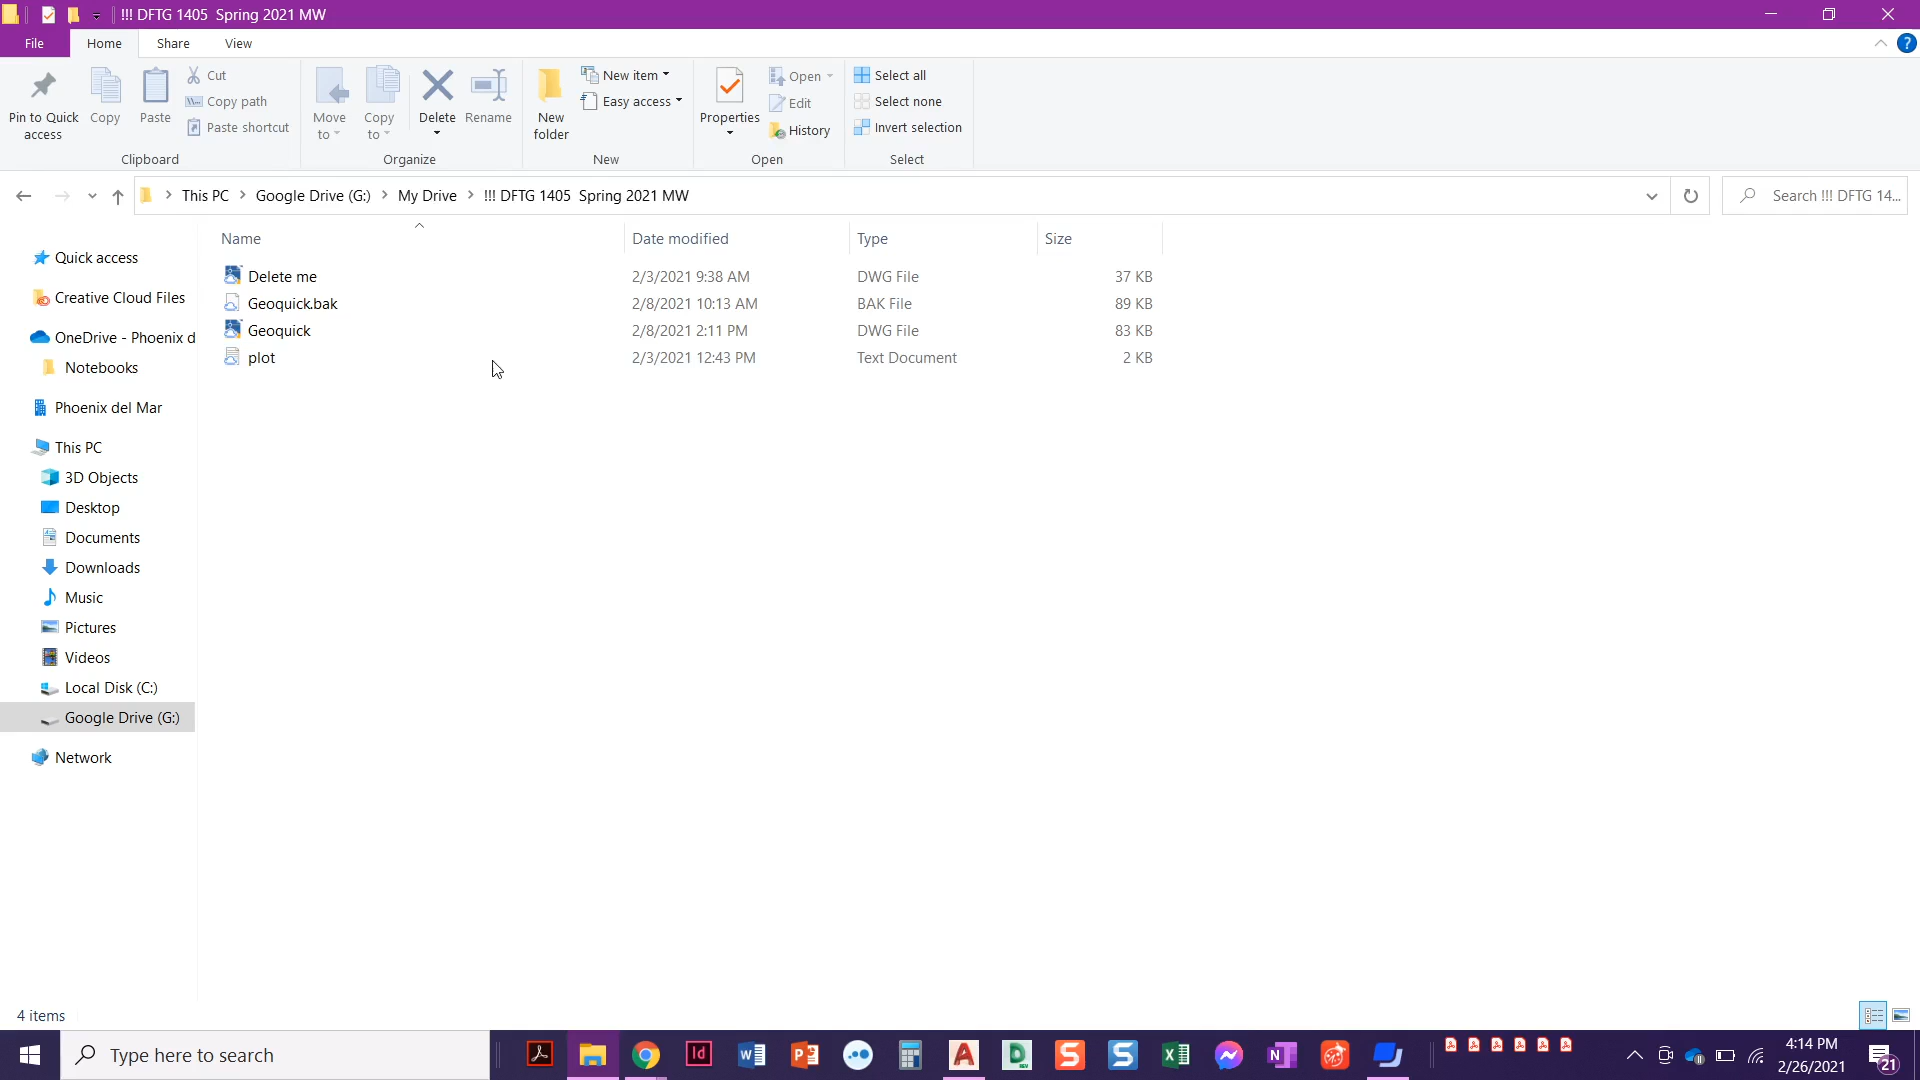 !!! DFTG 1405  Spring 2021 MW
File
Home
Share
View
Pin to Quick access
Copy
Paste
Cut
Copy path
Paste shortcut
Clipboard
Move to
Copy to
Delete
Rename
Organize
New folder
New item
Easy access
New
Properties
Open
Edit
History
Open
Select all
Select none
Invert selection
Select
This PC > Google Drive (G:) > My Drive > !!! DFTG 1405  Spring 2021 MW
Search !!! DFTG 14...
Name Date modified Type Size
Delete me 2/3/2021 9:38 AM DWG File 37 KB
Geoquick.bak 2/8/2021 10:13 AM BAK File 89 KB
Geoquick 2/8/2021 2:11 PM DWG File 83 KB
plot 2/3/2021 12:43 PM Text Document 2 KB
Quick access
Creative Cloud Files
OneDrive - Phoenix d
Notebooks
Phoenix del Mar
This PC
3D Objects
Desktop
Documents
Downloads
Music
Pictures
Videos
Local Disk (C:)
Google Drive (G:)
Network
4 items
Type here to search
4:14 PM
2/26/2021
21